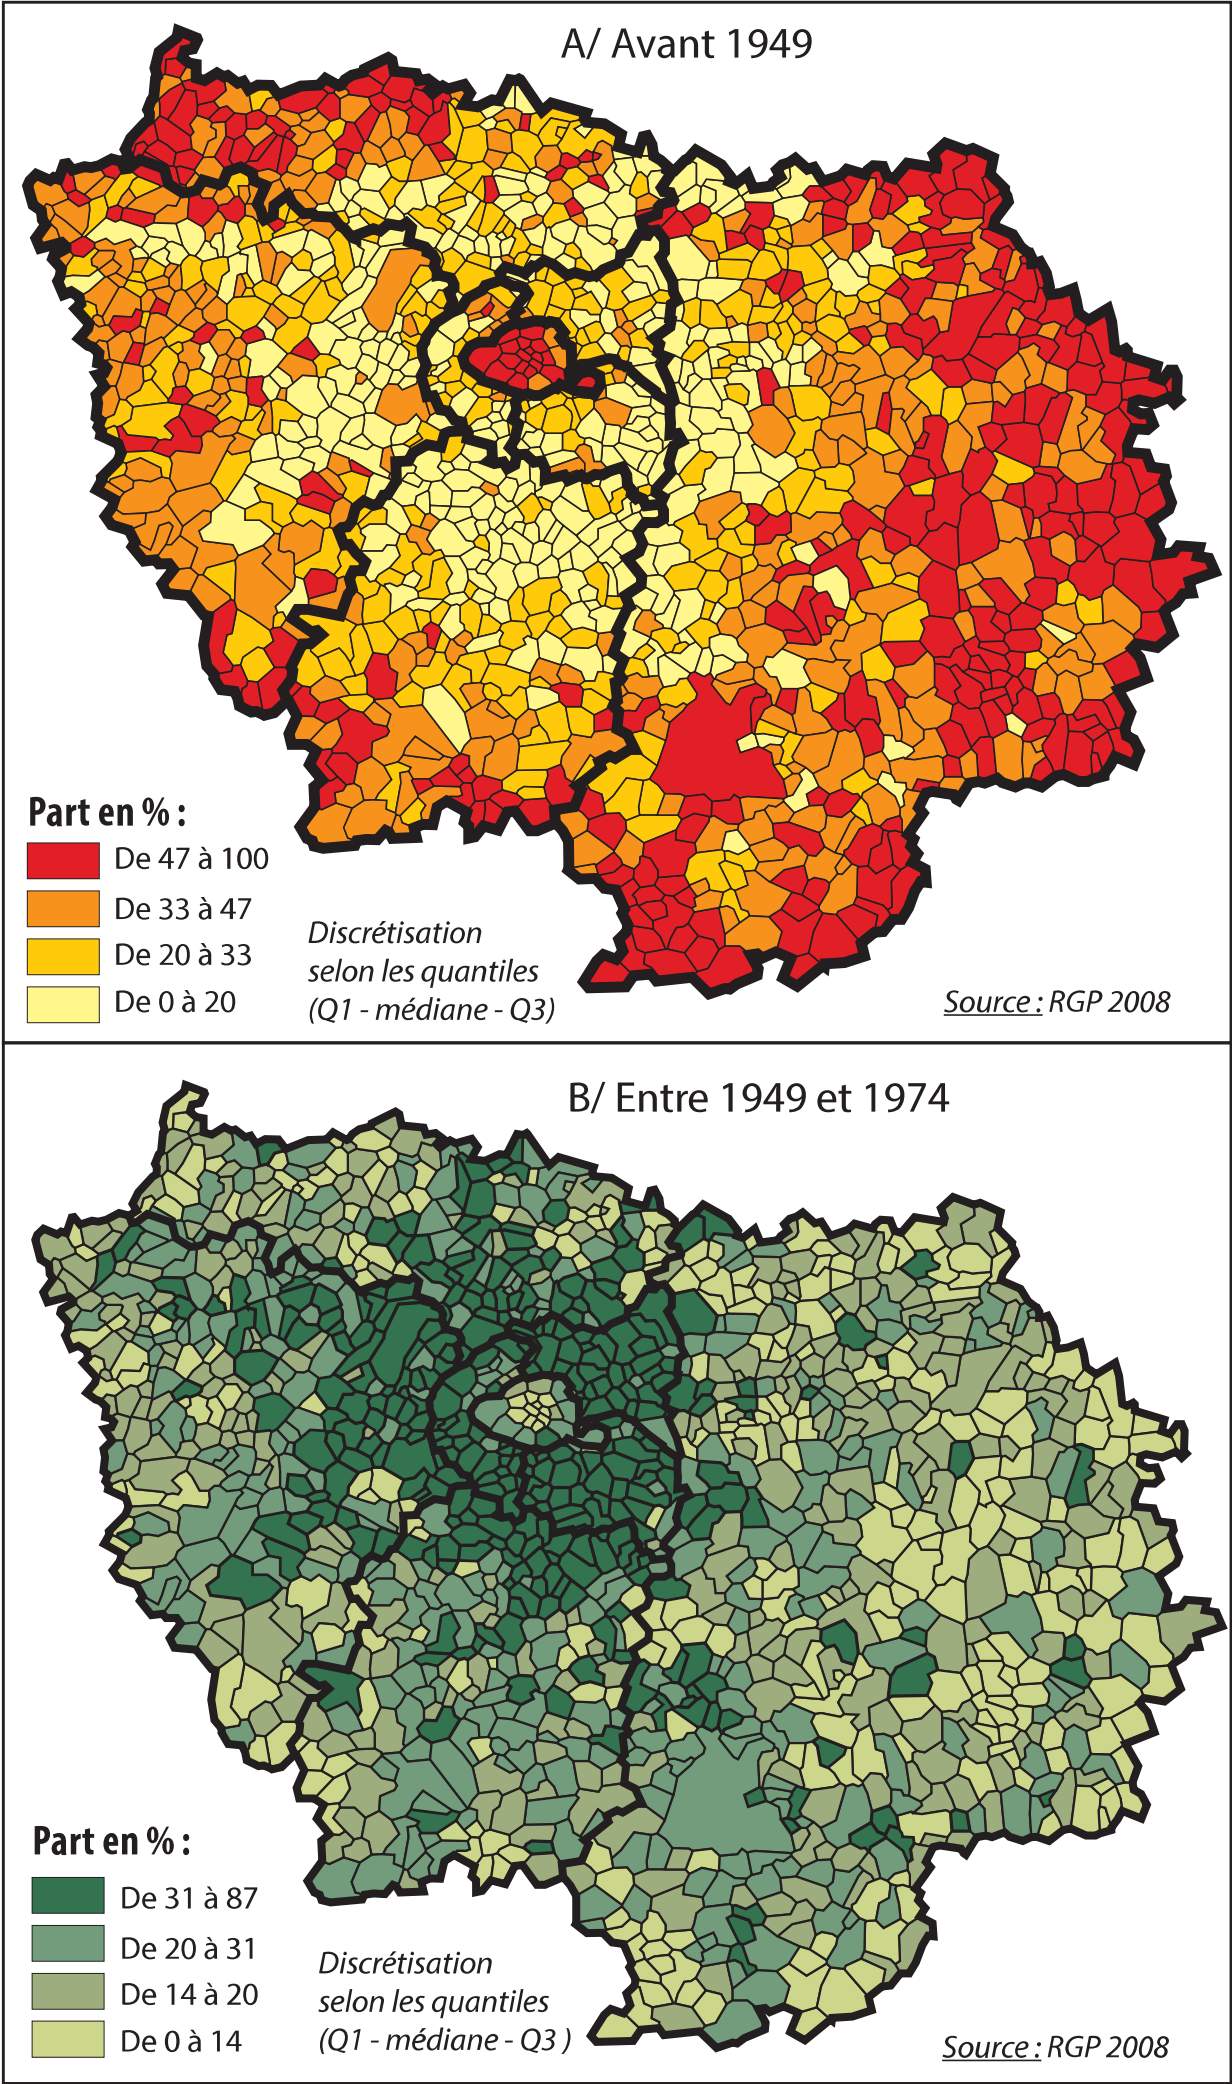 A/ Avant 1949
Part en % :
De 47 à 100
De 33 à 47
De 20 à 33
De 0 à 20
Discrétisation
selon les quantiles
(Q1 - médiane - Q3)
Source : RGP 2008
B/ Entre 1949 et 1974
Part en % :
De 31 à 87
De 20 à 31
De 14 à 20
De 0 à 14
Discrétisation
selon les quantiles
(Q1 - médiane - Q3 )
Source : RGP 2008